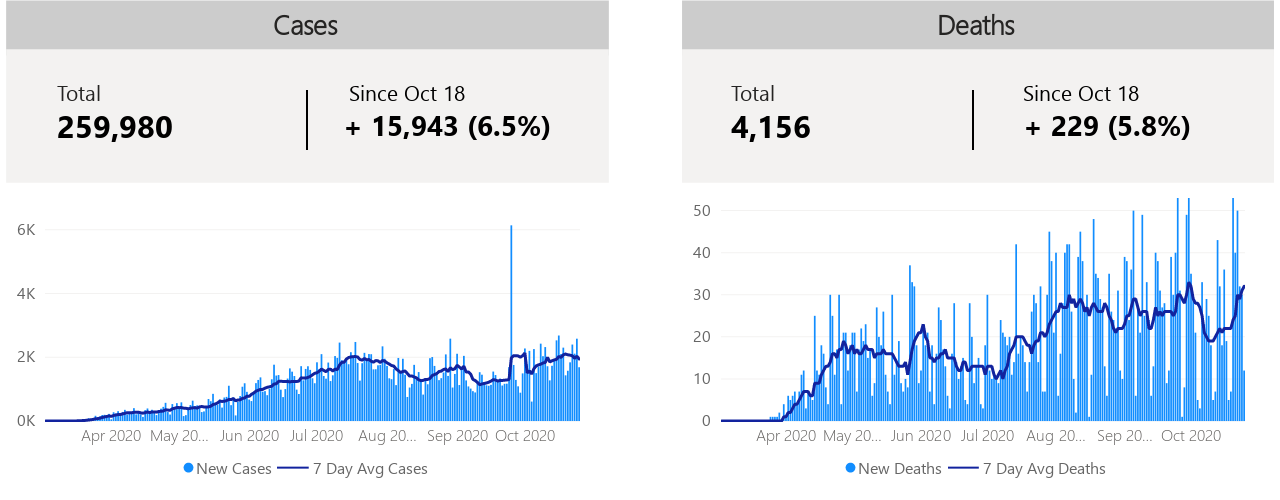 Cases
Total
Since Oct 18
259,980
+ 15,943 (6.5%)
6K
4K
2K
0K
Apr 2020 May 20... Jun 2020 Jul 2020 Aug 20... Sep 2020 Oct 2020
New Cases 7 Day Avg Cases
Deaths
Total
Since Oct 18
4,156
+ 229 (5.8%)
50
40
30
20
10
0
Apr 2020 May 20... Jun 2020 Jul 2020 Aug 20... Sep 20... Oct 2020
New Deaths 7 Day Avg Deaths